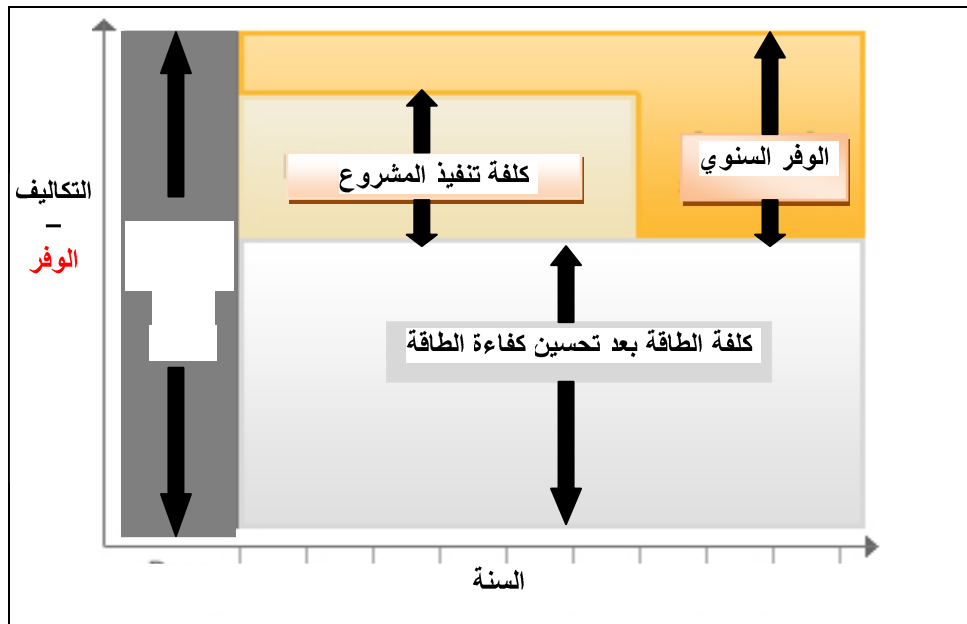 الوفر السنوي
كلفة تنفيذ المشروع
التكاليف
–
الوفر
كلفة الطاقة بعد تحسين كفاءة الطاقة
السنة